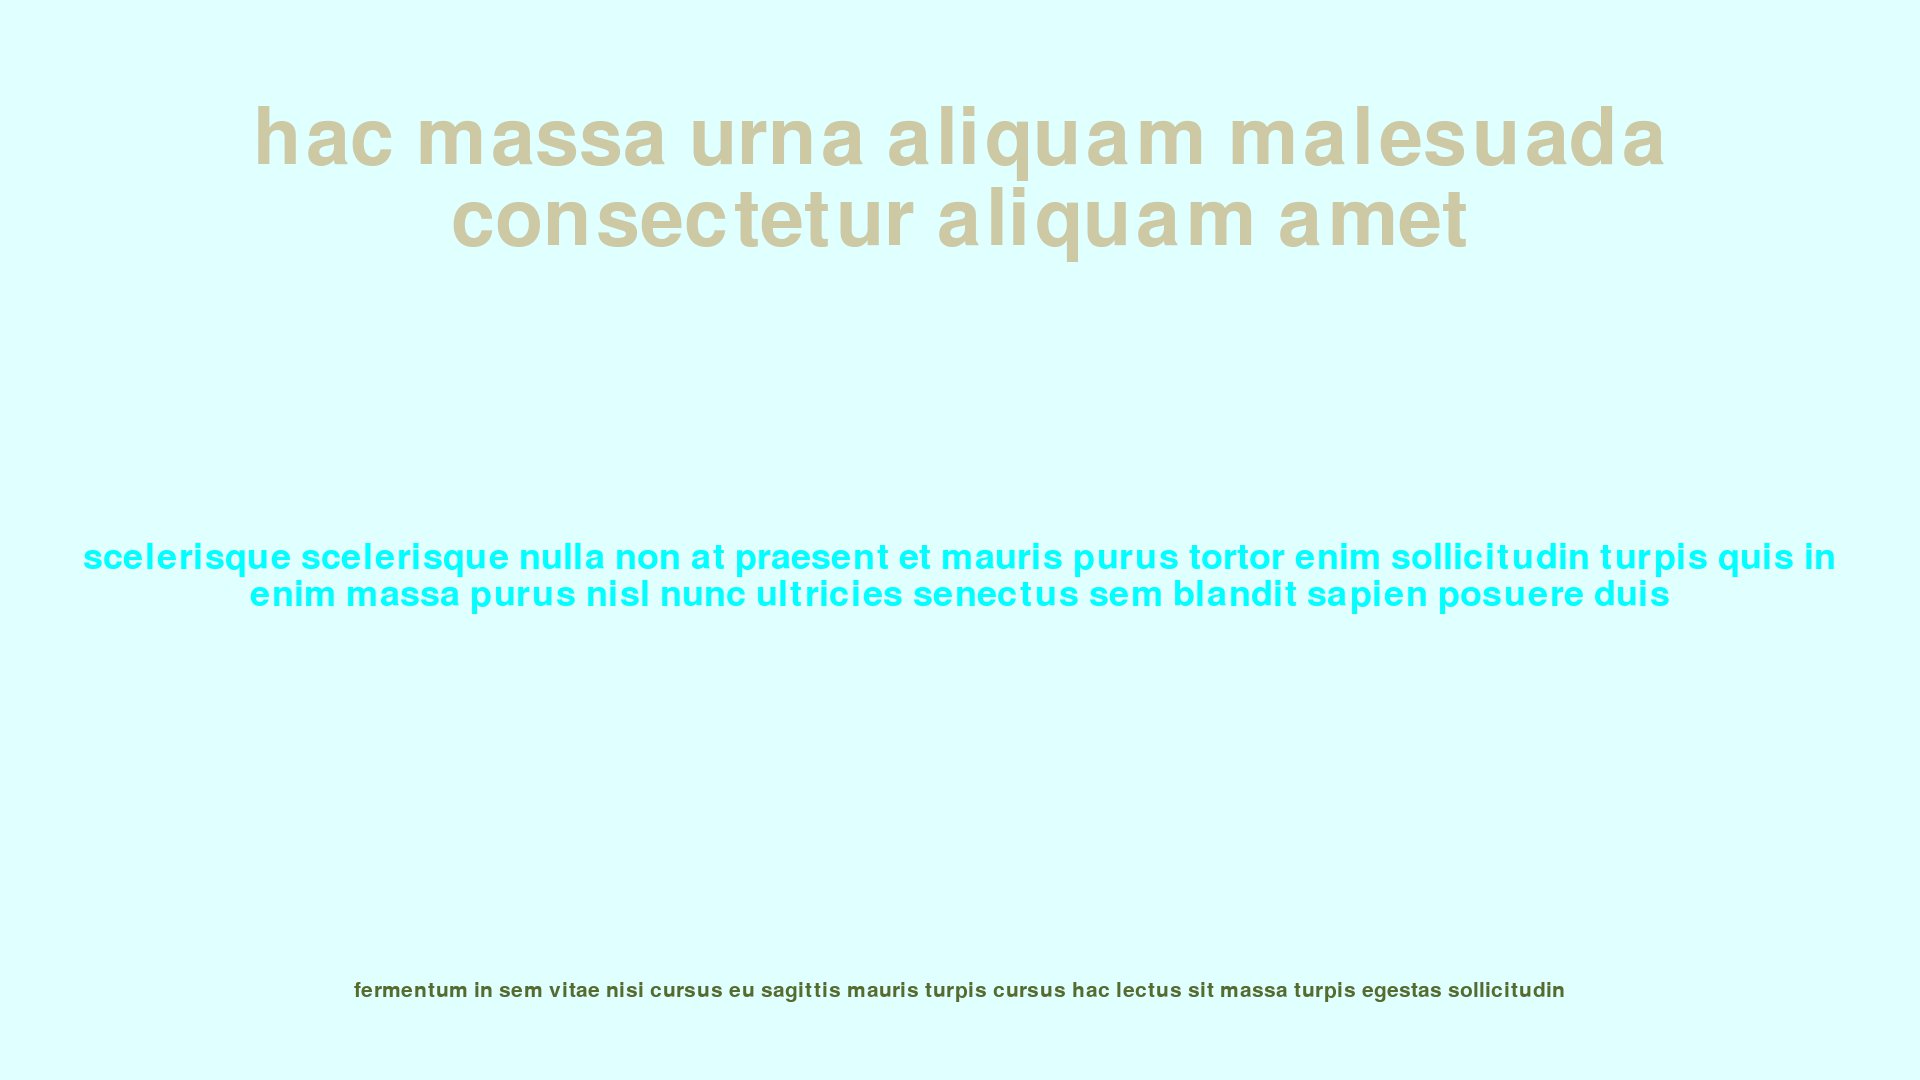 hac massa urna aliquam malesuada
consectetur aliquam amet
scelerisque scelerisque nulla non at praesent et mauris purus tortor enim sollicitudin turpis quis in
enim massa purus nisl nunc ultricies senectus sem blandit sapien posuere duis
fermentum in sem vitae nisi cursus eu sagittis mauris turpis cursus hac lectus sit massa turpis egestas sollicitudin